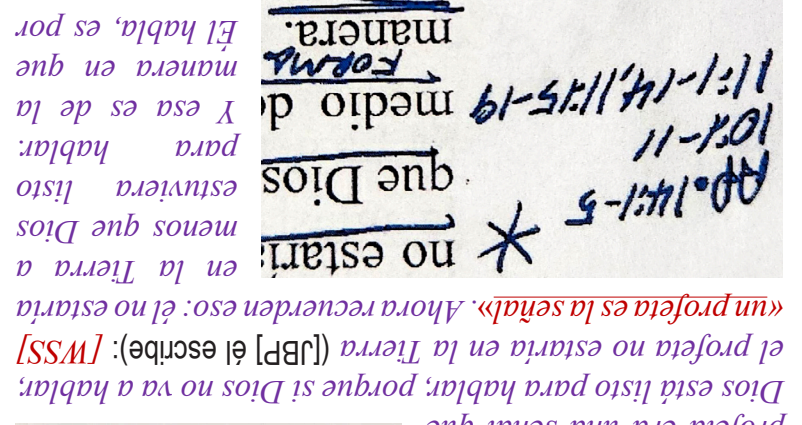 profeta era una señal que
Dios está listo para hablar, porque si Dios no va a hablar,
el profeta no estaría en la Tierra ([JBP] él escribe): [WSS]
«un profeta es la señal». Ahora recuerden eso: él no estaría
en la Tierra a
menos que Dios
estuviera listo
para hablar.
Y esa es de la
manera en que
Él habla, se por
AP. 14:1-5
10:1-11
11:1-14, 11:15-19
no estarí
que Dios
medio de
FORMA
manera.